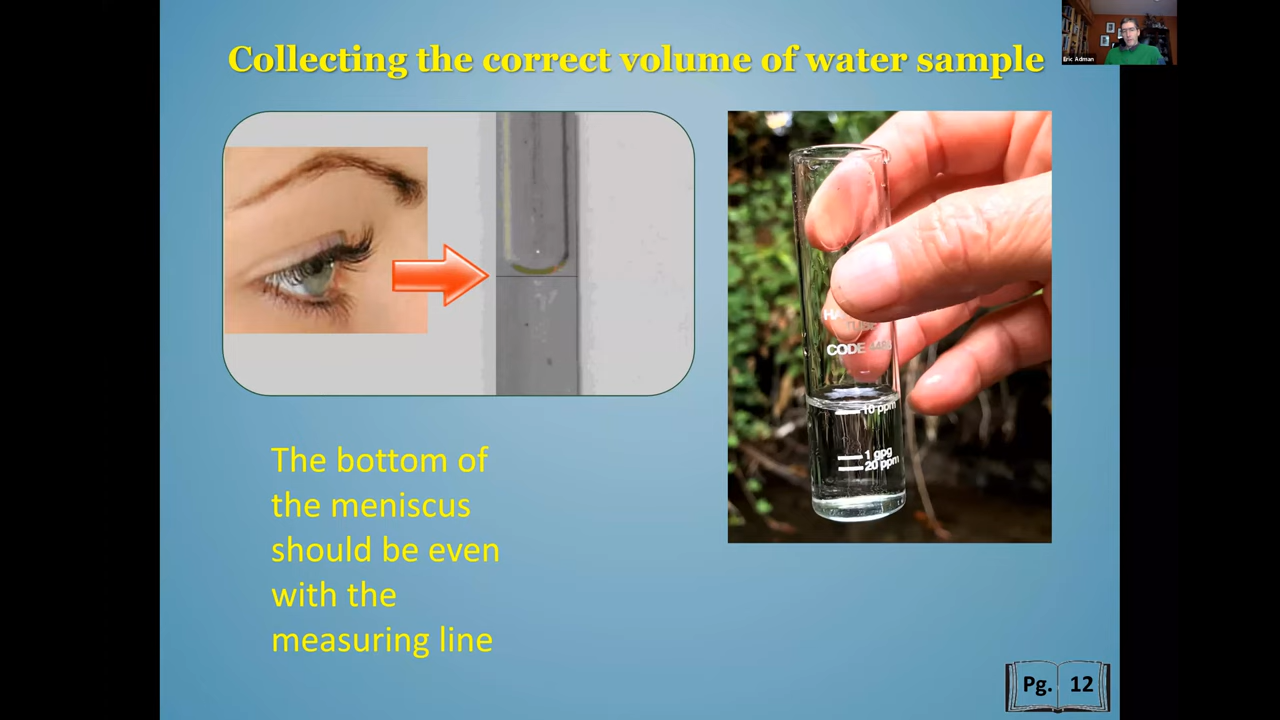 Collecting the correct volume of water sample
Eric Adman
CODE
10 ppm
1 gpg
20 ppm
The bottom of
the meniscus
should be even
with the
measuring line
Pg. 12